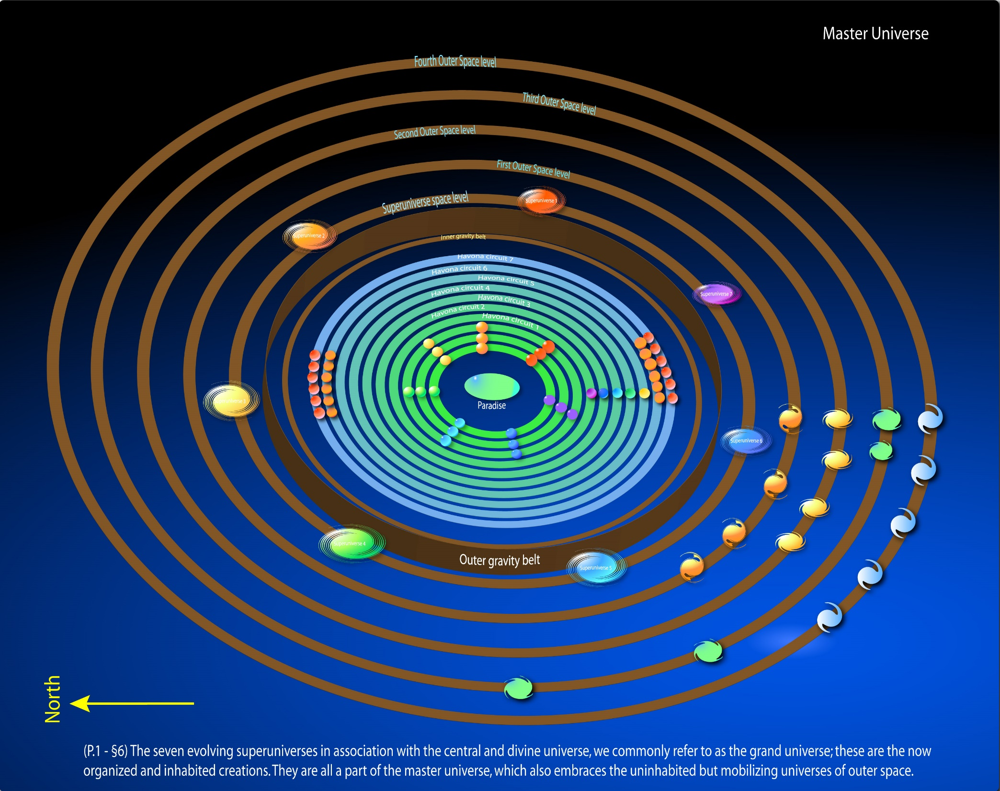 Master Universe
Fourth Outer Space level
Third Outer Space level
Second Outer Space level
First Outer Space level
Superuniverse space level
Superuniverse 1
Superuniverse 2
Inner gravity belt
Havona circuit 7
Havona circuit 6
Havona circuit 5
Havona circuit 4
Havona circuit 3
Havona circuit 2
Havona circuit 1
Superuniverse 7
Superuniverse 3
Paradise
Superuniverse 6
Superuniverse 4
Outer gravity belt
Superuniverse 5
North
(P.1 - §6) The seven evolving superuniverses in association with the central and divine universe, we commonly refer to as the grand universe; these are the now
organized and inhabited creations. They are all a part of the master universe, which also embraces the uninhabited but mobilizing universes of outer space.